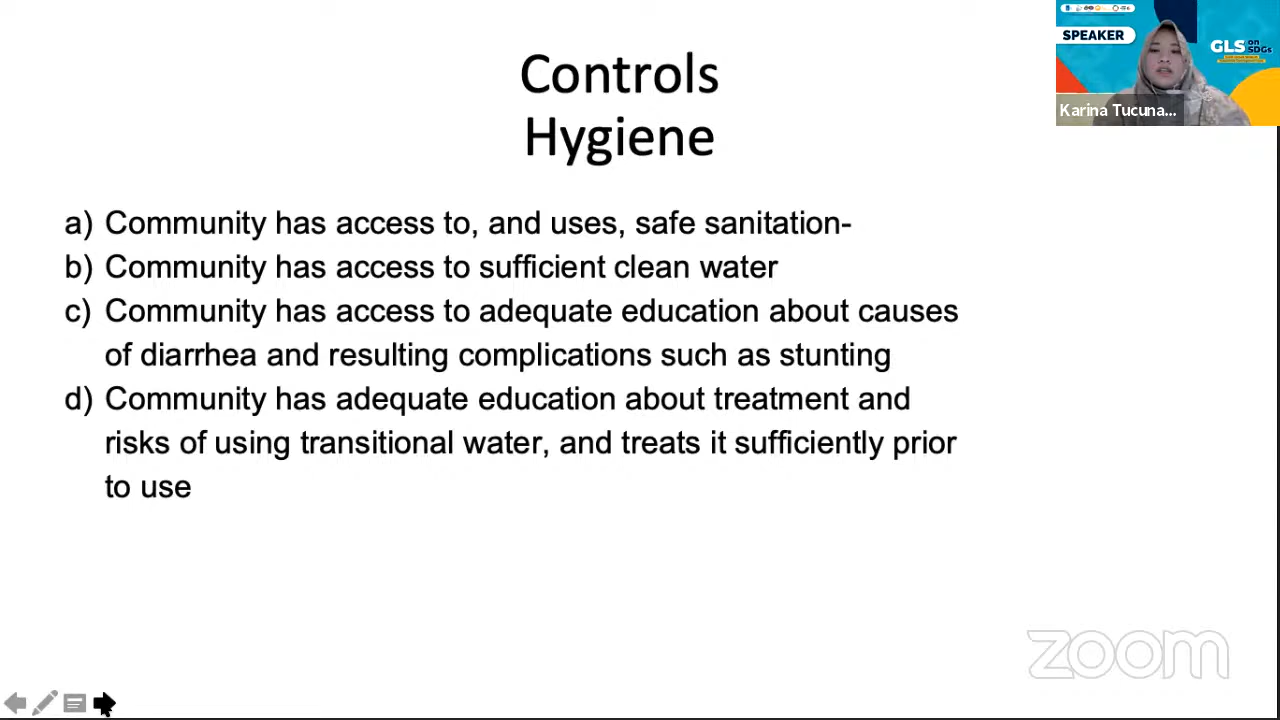 Controls
Hygiene
SPEAKER
GLS on SDGs
Karina Tucuna...
a) Community has access to, and uses, safe sanitation-
b) Community has access to sufficient clean water
c) Community has access to adequate education about causes
of diarrhea and resulting complications such as stunting
d) Community has adequate education about treatment and
risks of using transitional water, and treats it sufficiently prior
to use
zoom